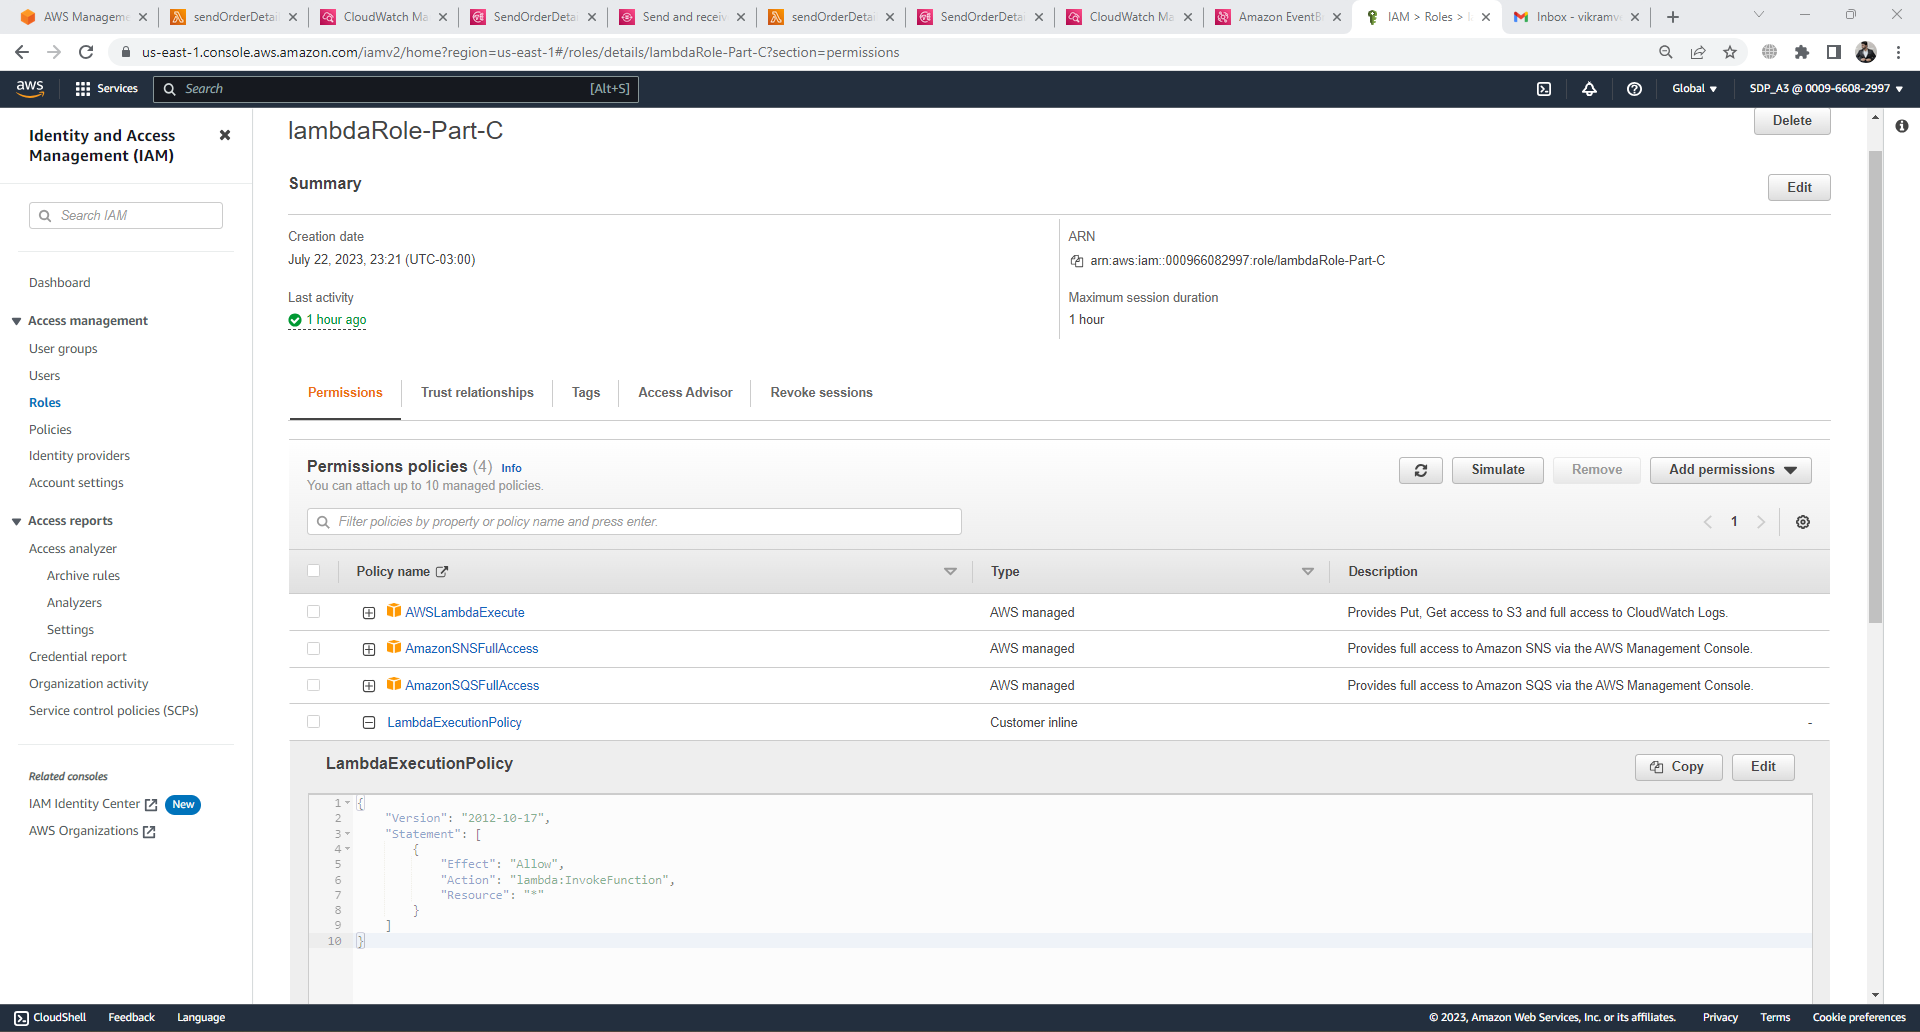 AWS Manageme
sendOrderDetai
CloudWatch Ma
SendOrderDeta
Send and receiv
sendOrderDetai
SendOrderDeta
CloudWatch Ma
Amazon EventB
IAM > Roles >
Inbox - vikramve
us-east-1.console.aws.amazon.com/iamv2/home?region=us-east-1#/roles/details/lambdaRole-Part-C?section=permissions
aws
Services
Search
[Alt+S]
Global
SDP_A3 @ 0009-6608-2997
Identity and Access
Management (IAM)
Search IAM
Dashboard
Access management
User groups
Users
Roles
Policies
Identity providers
Account settings
Access reports
Access analyzer
Archive rules
Analyzers
Settings
Credential report
Organization activity
Service control policies (SCPs)
Related consoles
IAM Identity Center New
AWS Organizations
lambdaRole-Part-C
Delete
Summary
Edit
Creation date
July 22, 2023, 23:21 (UTC-03:00)
ARN
arn:aws:iam::000966082997:role/lambdaRole-Part-C
Last activity
1 hour ago
Maximum session duration
1 hour
Permissions
Trust relationships
Tags
Access Advisor
Revoke sessions
Permissions policies (4) Info
You can attach up to 10 managed policies.
Simulate
Remove
Add permissions
Filter policies by property or policy name and press enter.
1
Policy name
Type
Description
AWSLambdaExecute AWS managed Provides Put, Get access to S3 and full access to CloudWatch Logs.
AmazonSNSFullAccess AWS managed Provides full access to Amazon SNS via the AWS Management Console.
AmazonSQSFullAccess AWS managed Provides full access to Amazon SQS via the AWS Management Console.
LambdaExecutionPolicy Customer inline -
LambdaExecutionPolicy
Copy
Edit
1 {
2 "Version": "2012-10-17",
3 "Statement": [
4 {
5 "Effect": "Allow",
6 "Action": "lambda:InvokeFunction",
7 "Resource": "*"
8 }
9 ]
10 }
CloudShell
Feedback
Language
© 2023, Amazon Web Services, Inc. or its affiliates.
Privacy
Terms
Cookie preferences